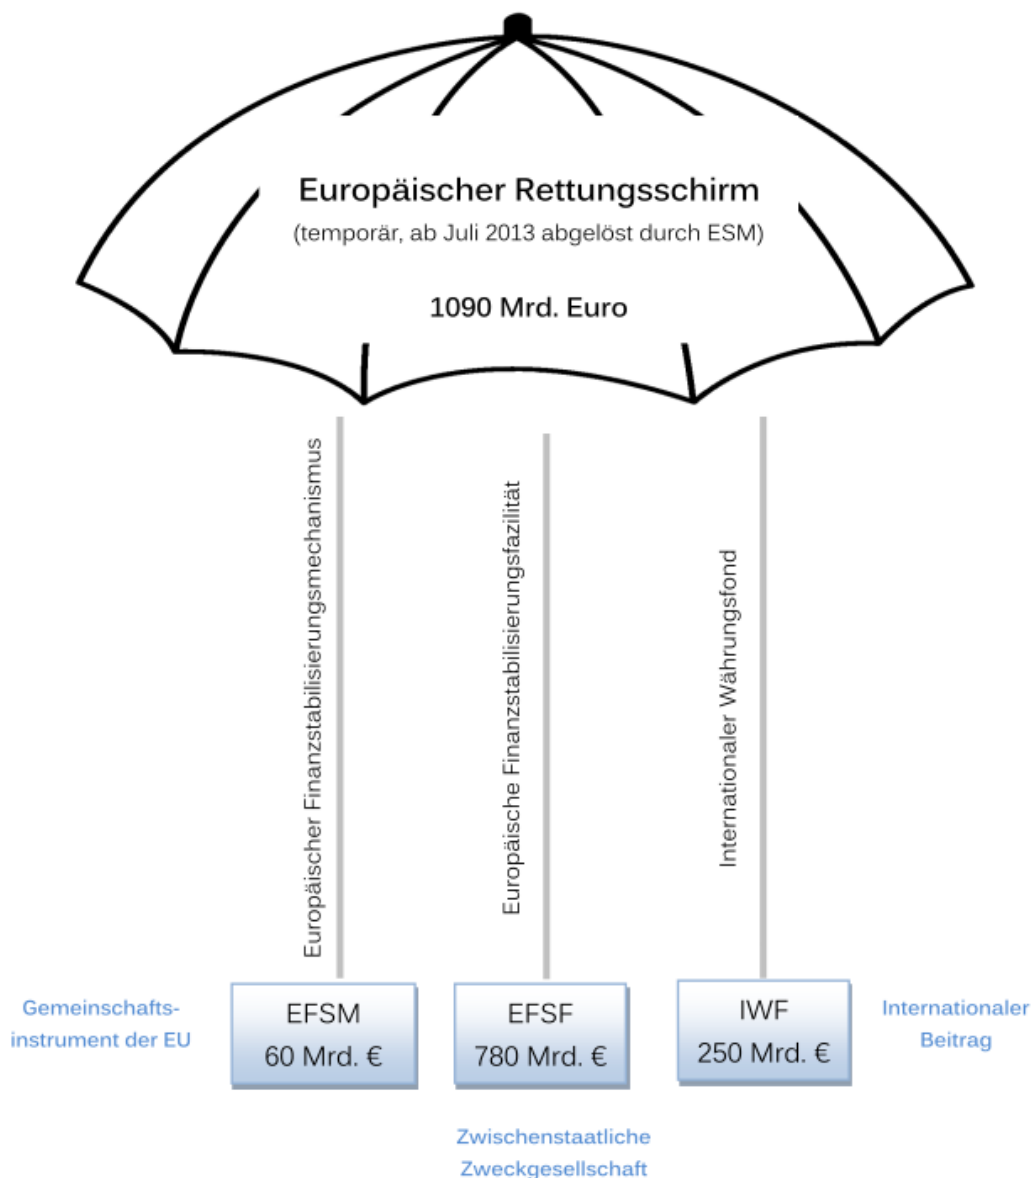 Europäischer Rettungsschirm
(temporär, ab Juli 2013 abgelöst durch ESM)
1090 Mrd. Euro
Europäischer Finanzstabilisierungsmechanismus
Europäische Finanzstabilisierungsfazilität
Internationaler Währungsfond
Gemeinschafts-
instrument der EU
EFSM
60 Mrd. €
EFSF
780 Mrd. €
IWF
250 Mrd. €
Internationaler
Beitrag
Zwischenstaatliche
Zweckgesellschaft